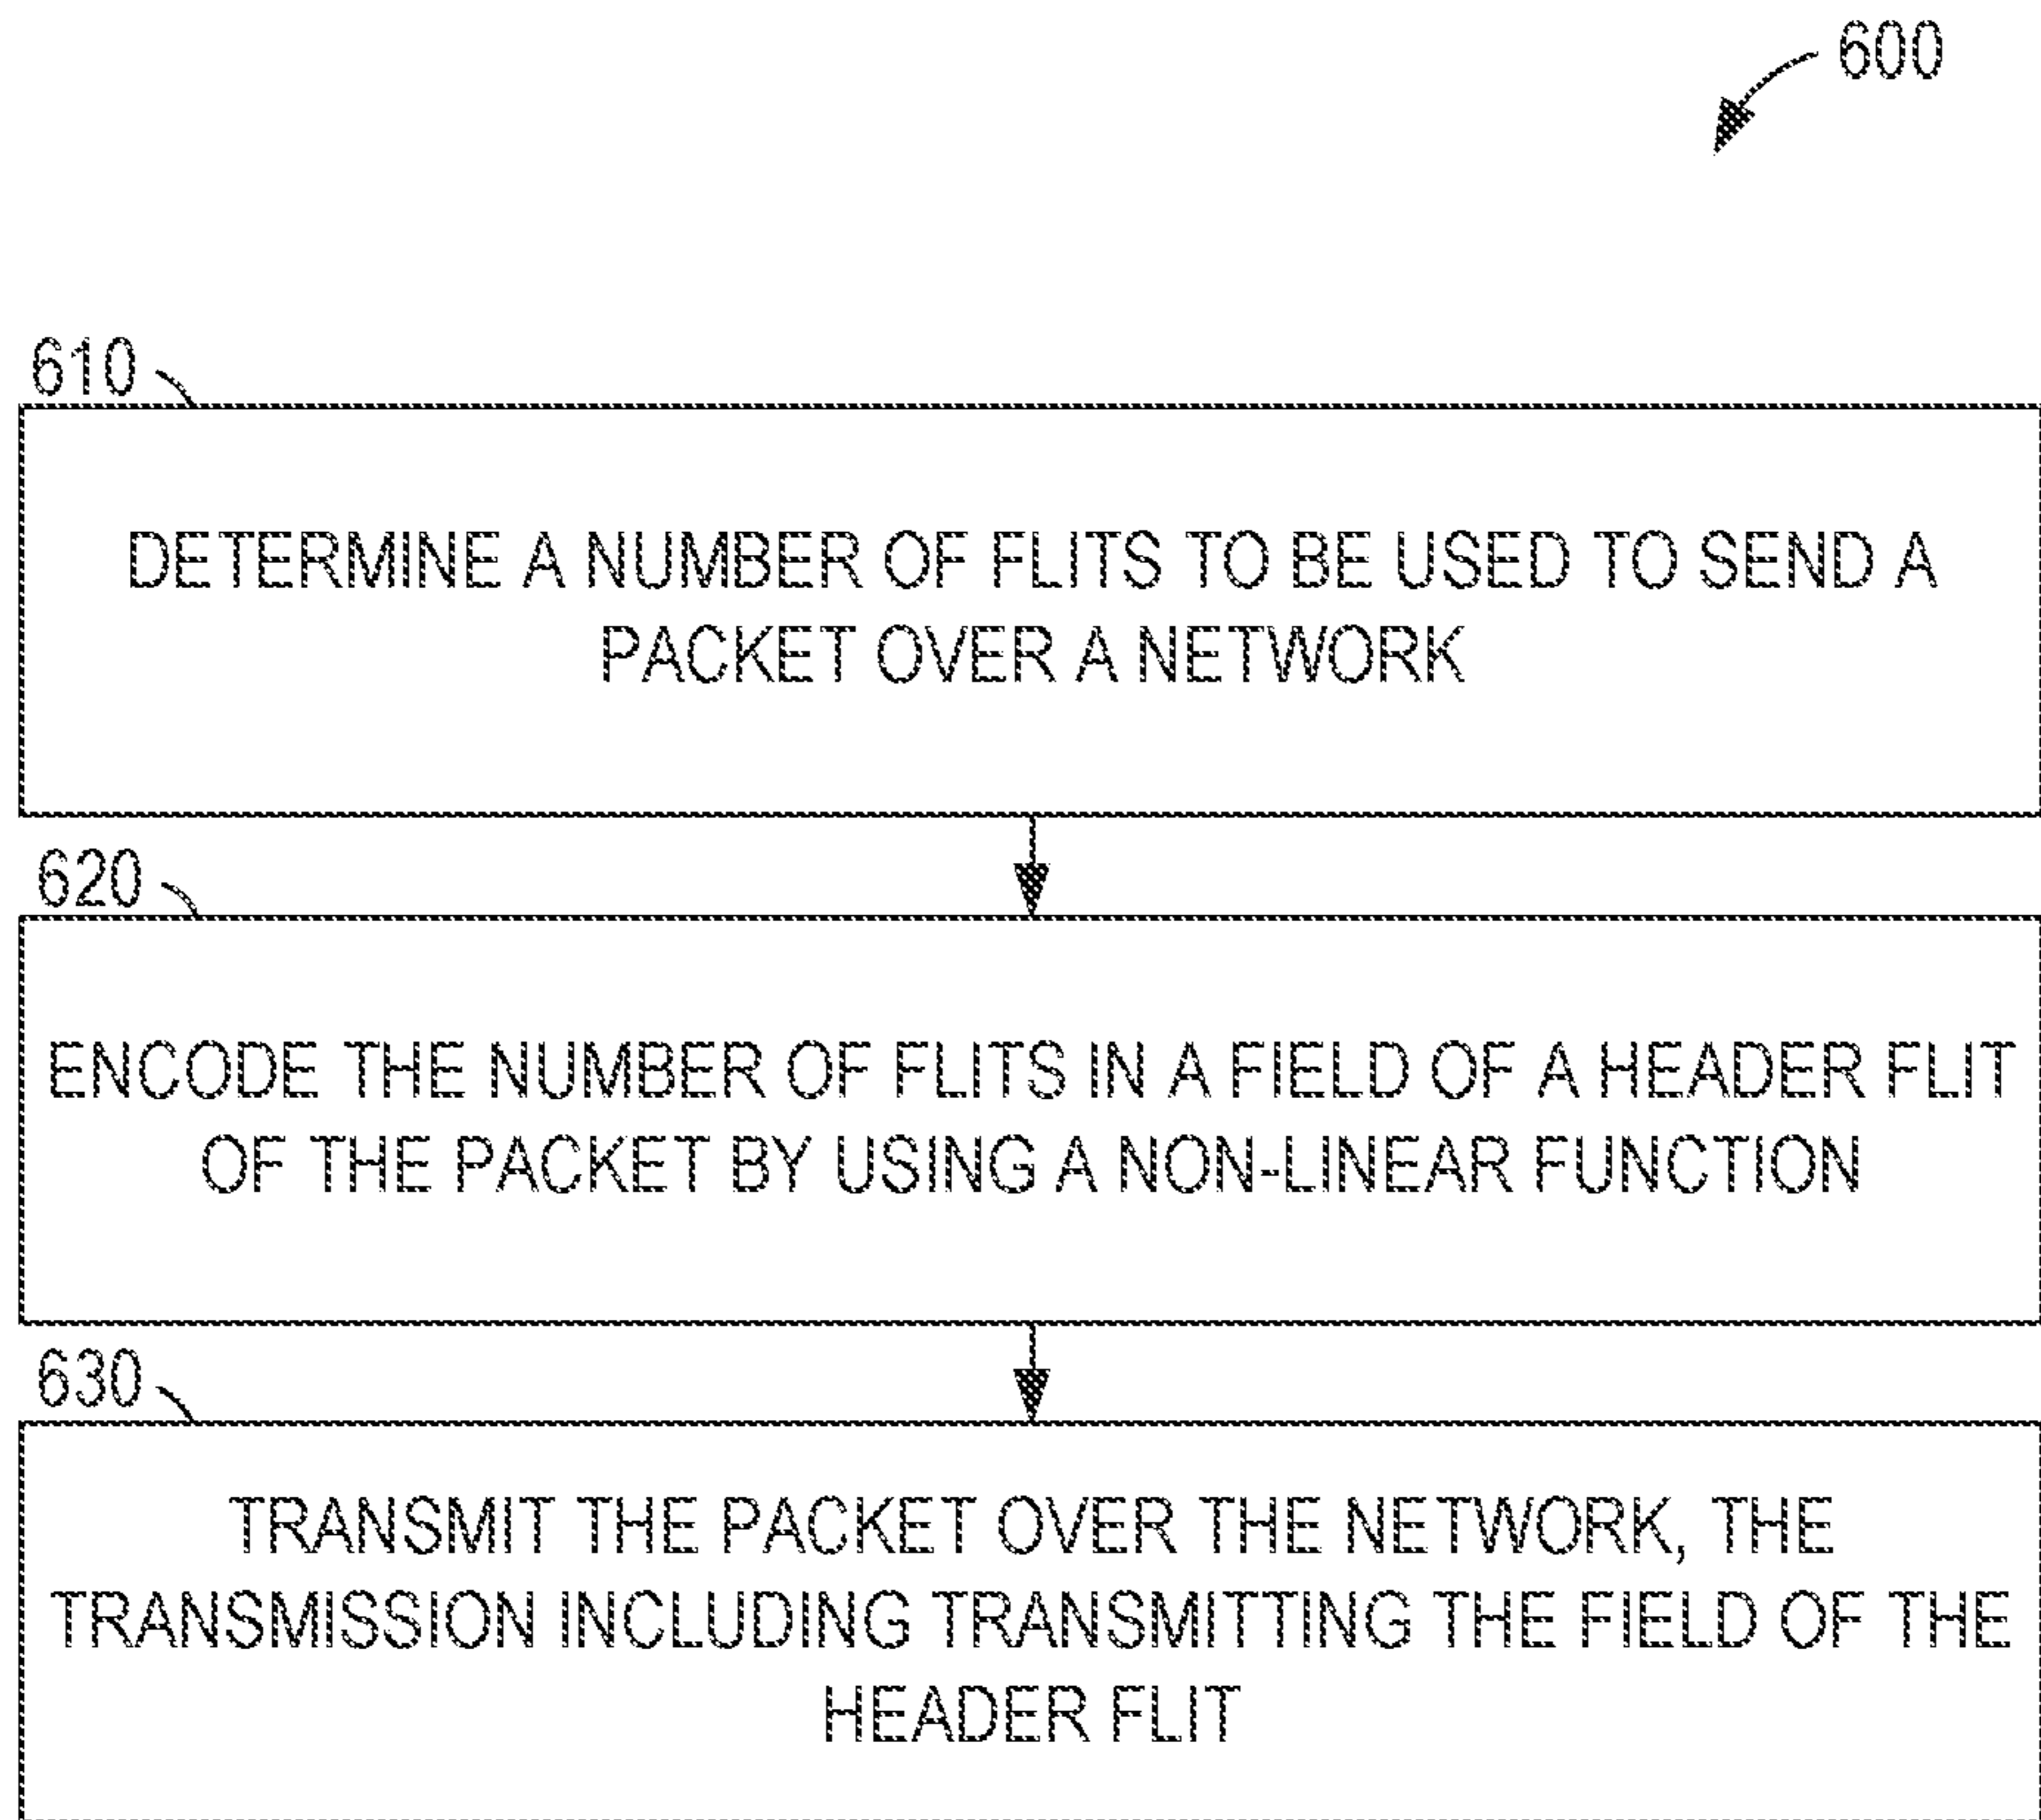 600
610
DETERMINE A NUMBER OF FLITS TO BE USED TO SEND A
PACKET OVER A NETWORK
620
ENCODE THE NUMBER OF FLITS IN A FIELD OF A HEADER FLIT
OF THE PACKET BY USING A NON-LINEAR FUNCTION
630
TRANSMIT THE PACKET OVER THE NETWORK, THE
TRANSMISSION INCLUDING TRANSMITTING THE FIELD OF THE
HEADER FLIT